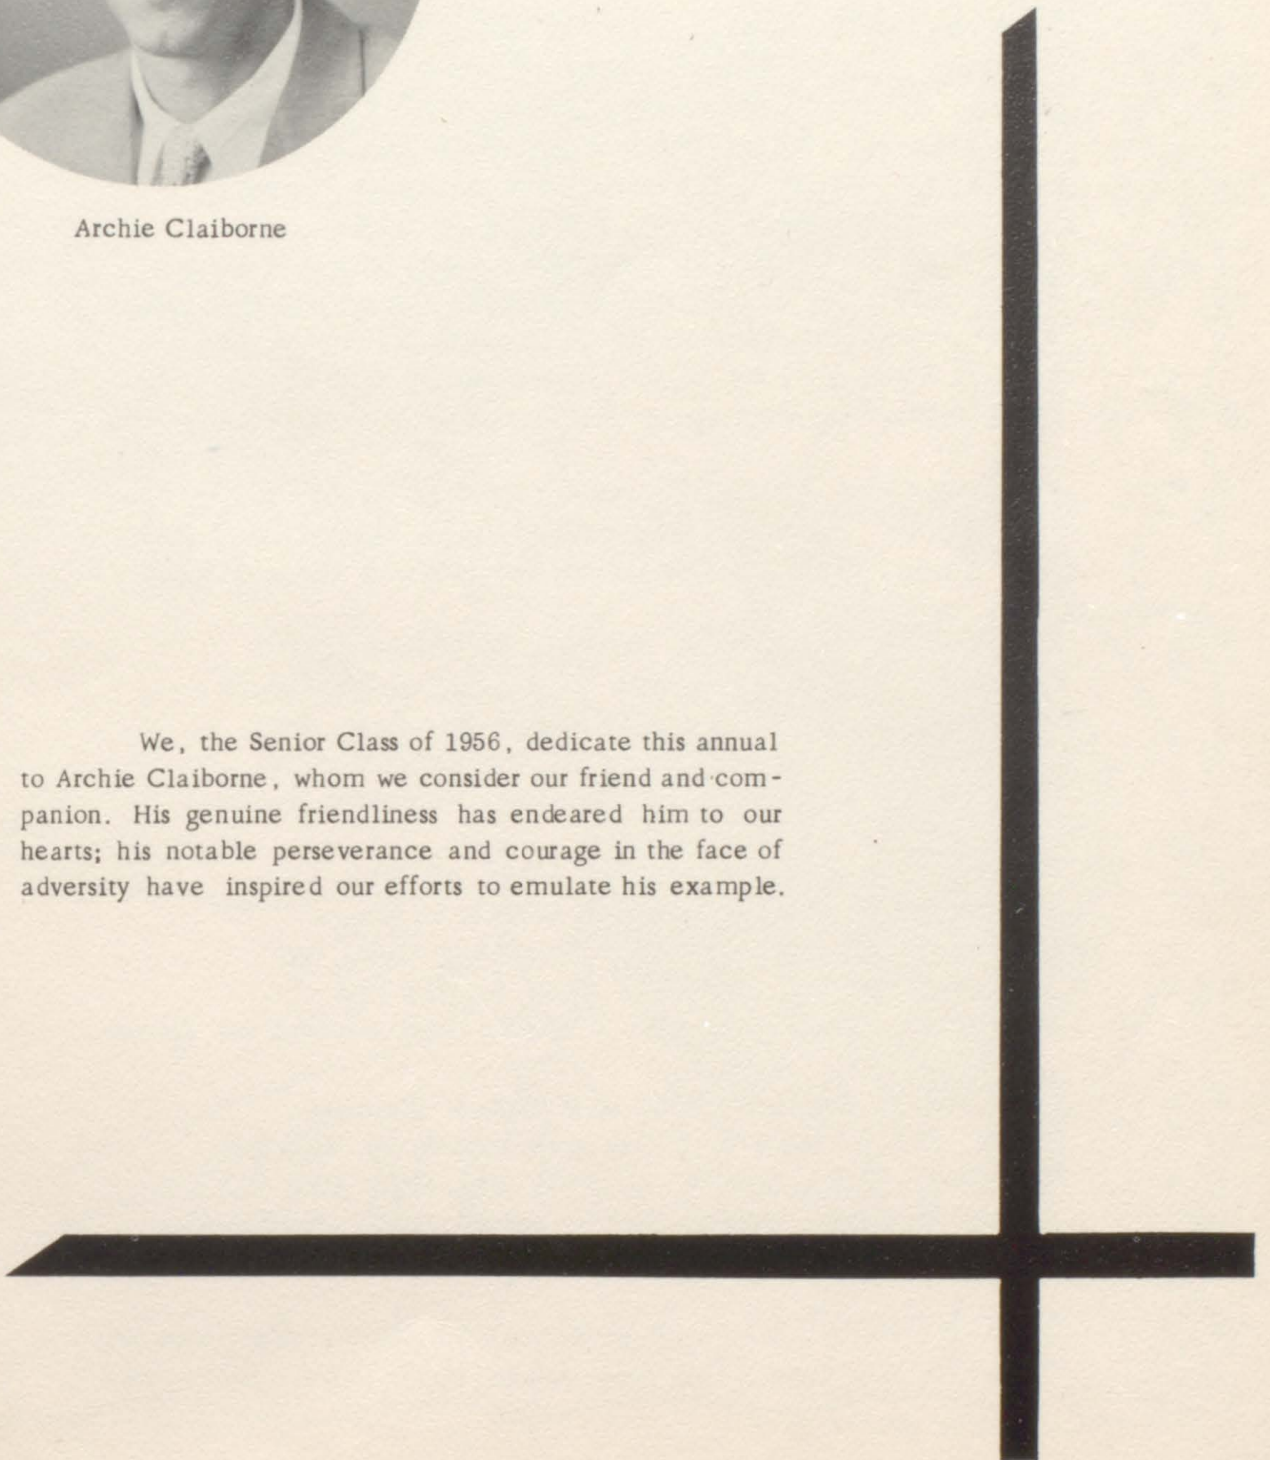 Archie Claiborne
We, the Senior Class of 1956, dedicate this annual
to Archie Claiborne, whom we consider our friend and com-
panion. His genuine friendliness has endeared him to our
hearts; his notable perseverance and courage in the face of
adversity have inspired our efforts to emulate his example.